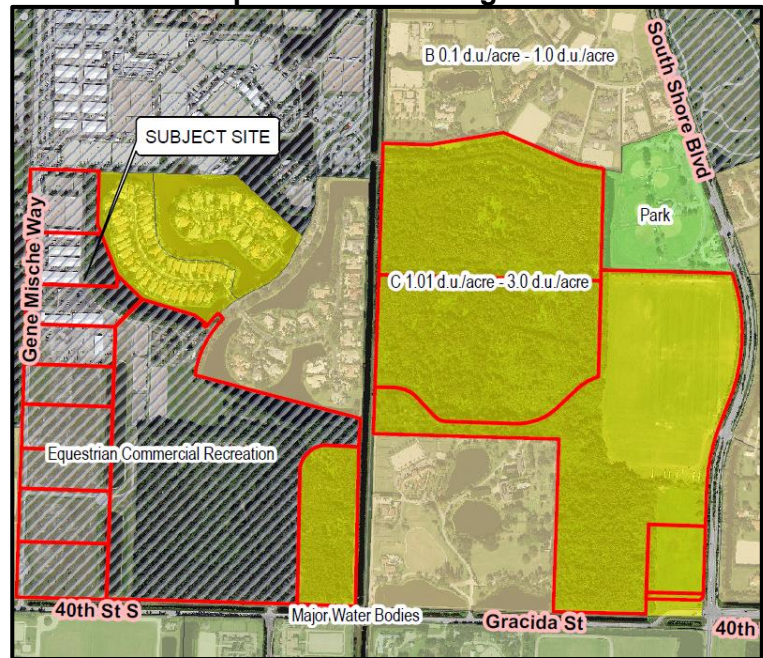 B 0.1 d.u./acre - 1.0 d.u./acre
South Shore Blvd
SUBJECT SITE
Park
Gene Mische Way
C 1.01 d.u./acre - 3.0 d.u./acre
Equestrian Commercial Recreation
40th St S
Major Water Bodies
Gracida St
40th